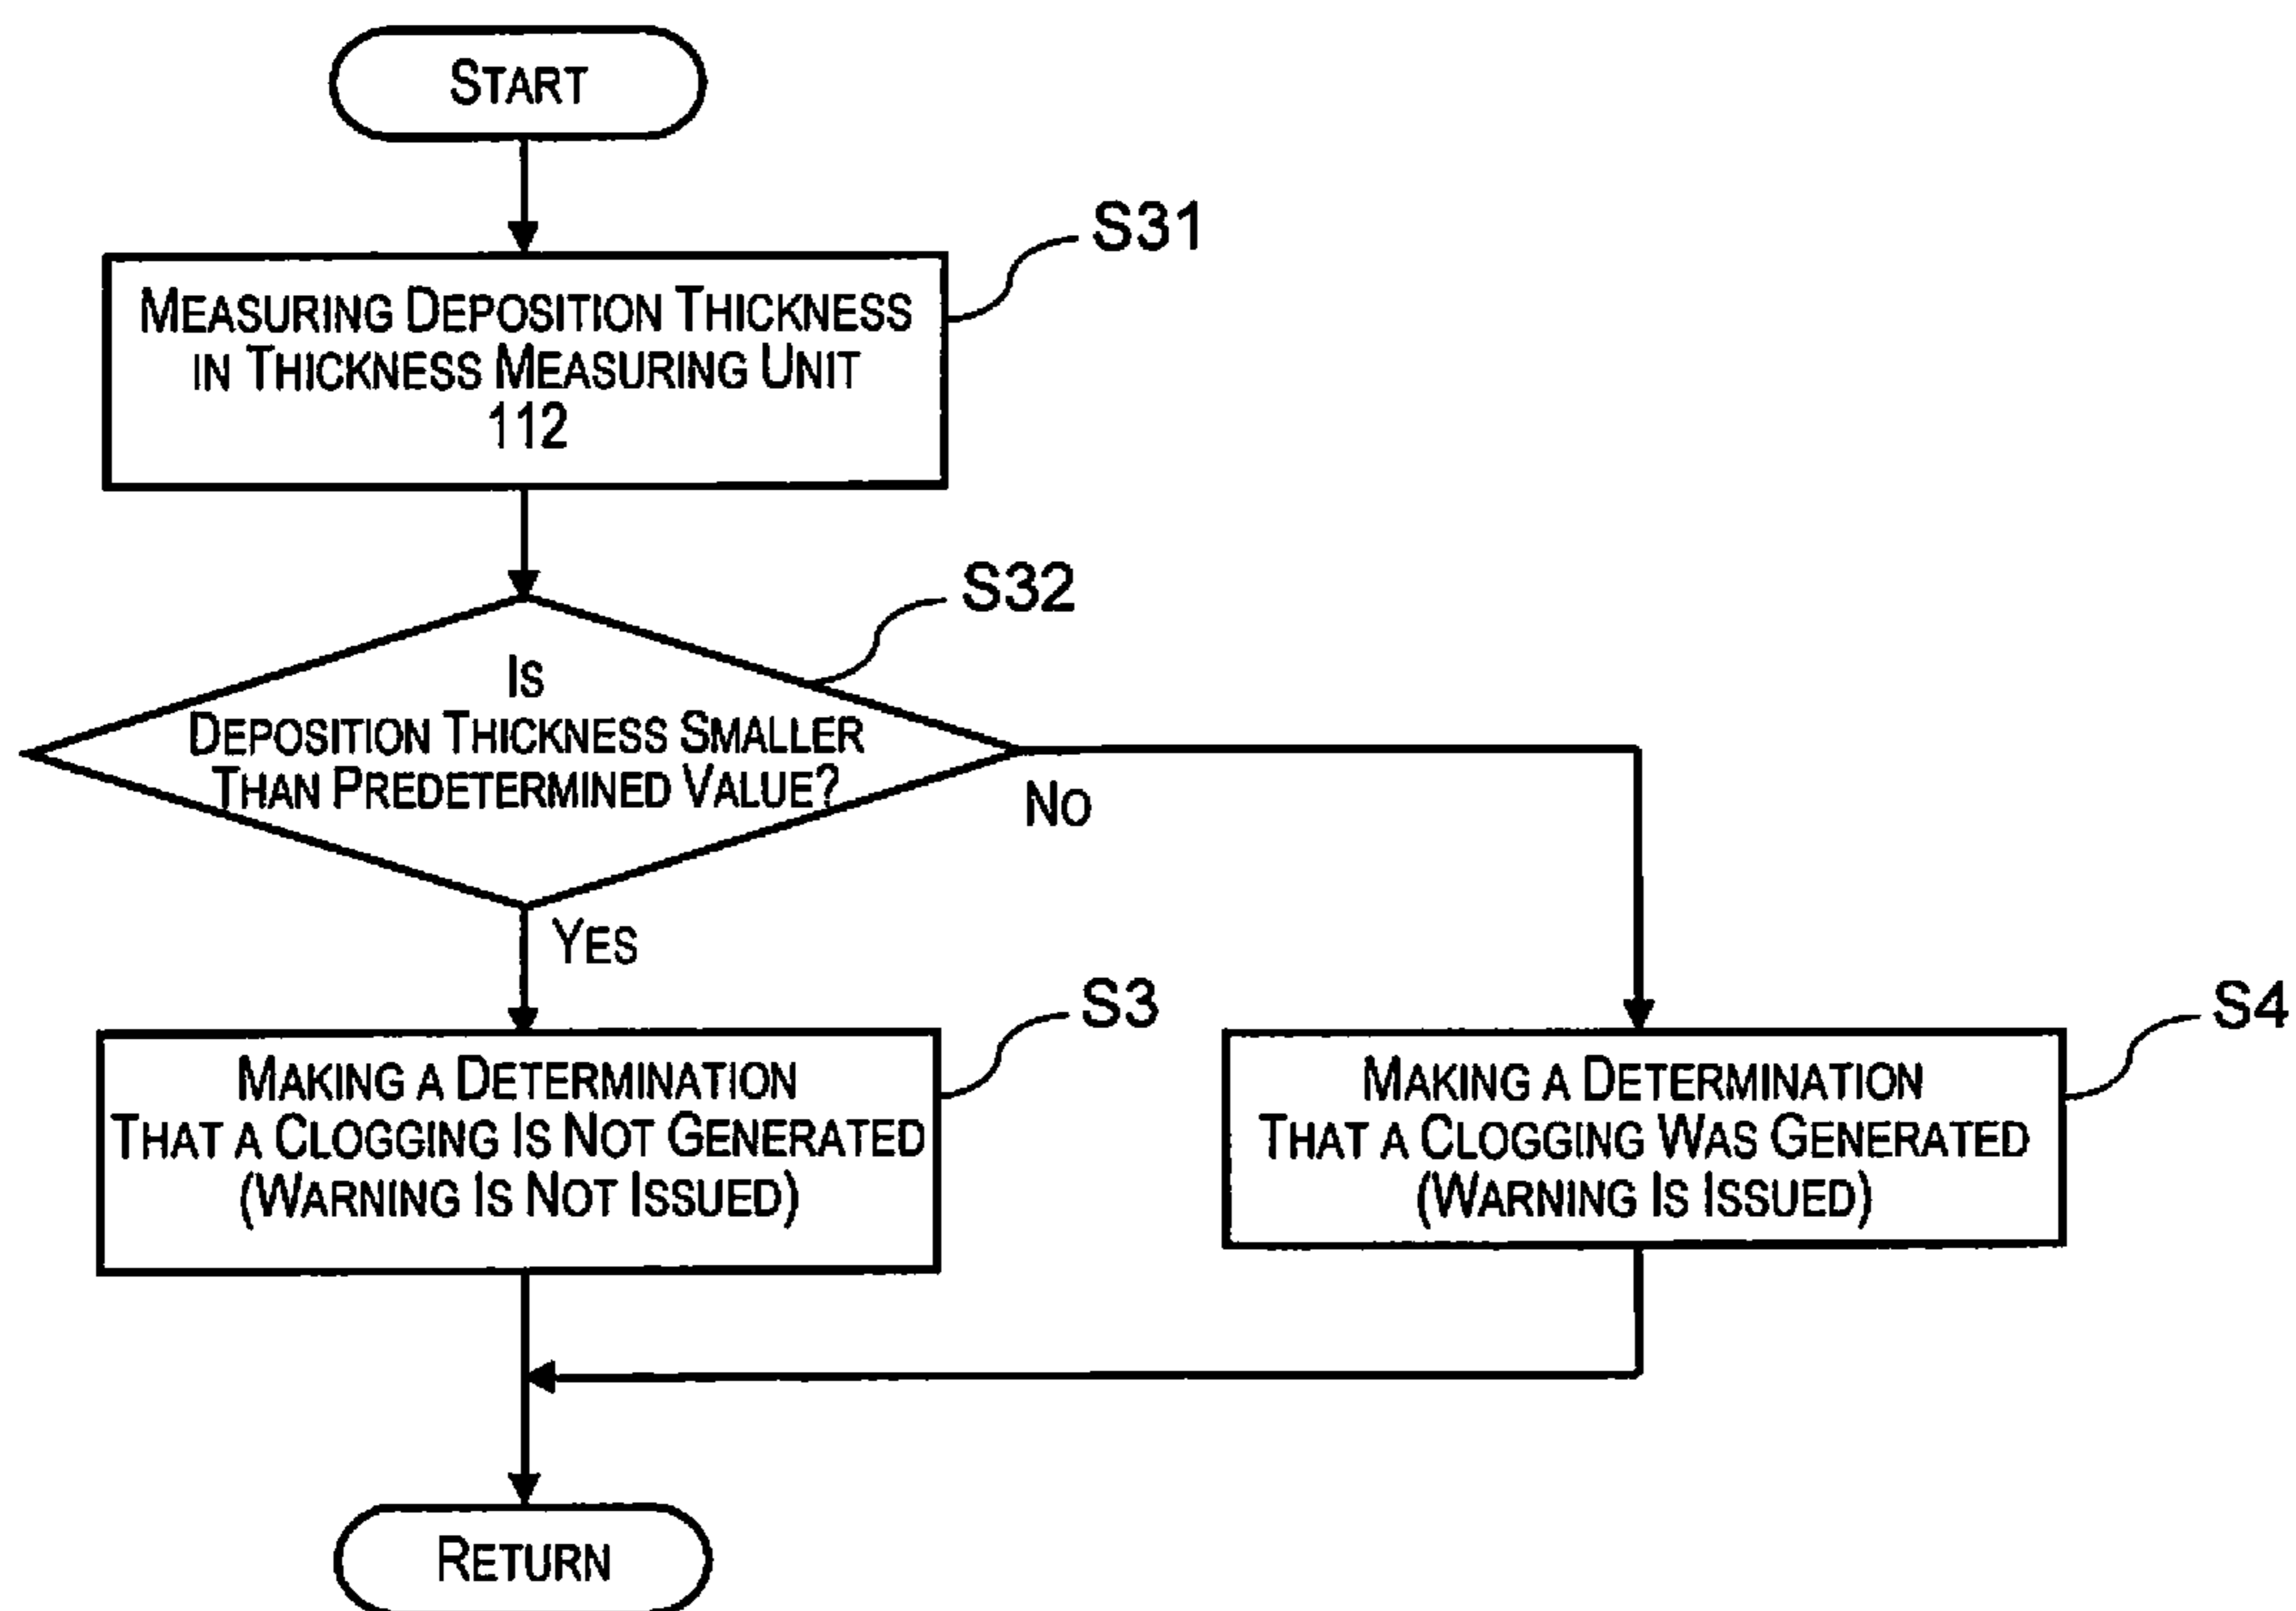 START
S31
MEASURING DEPOSITION THICKNESS
IN THICKNESS MEASURING UNIT
112
S32
IS
DEPOSITION THICKNESS SMALLER
THAN PREDETERMINED VALUE?
NO
YES
S3
MAKING A DETERMINATION
THAT A CLOGGING IS NOT GENERATED
(WARNING IS NOT ISSUED)
S4
MAKING A DETERMINATION
THAT A CLOGGING WAS GENERATED
(WARNING IS ISSUED)
RETURN